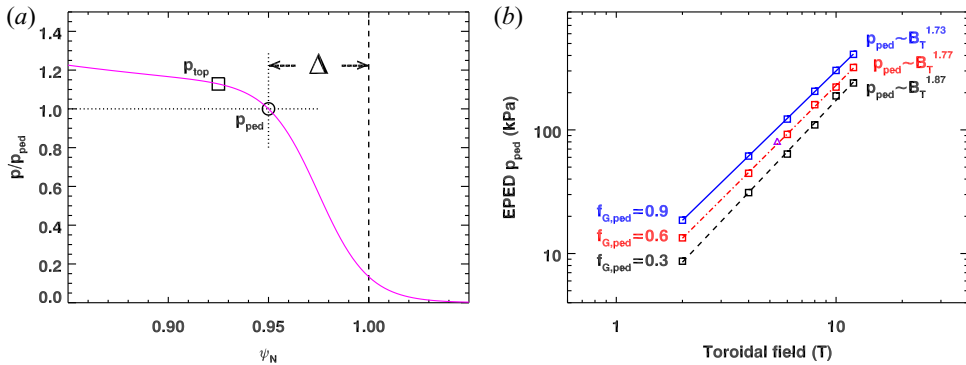 (a)
1.4
1.2
1.0
0.8
0.6
0.4
0.2
0.0
p/p_ped
p_top
p_ped
Δ
0.90
0.95
1.00
ψ_N
(b)
100
10
EPED p_ped (kPa)
p_ped~B_T^1.73
p_ped~B_T^1.77
p_ped~B_T^1.87
f_G,ped=0.9
f_G,ped=0.6
f_G,ped=0.3
1
10
Toroidal field (T)